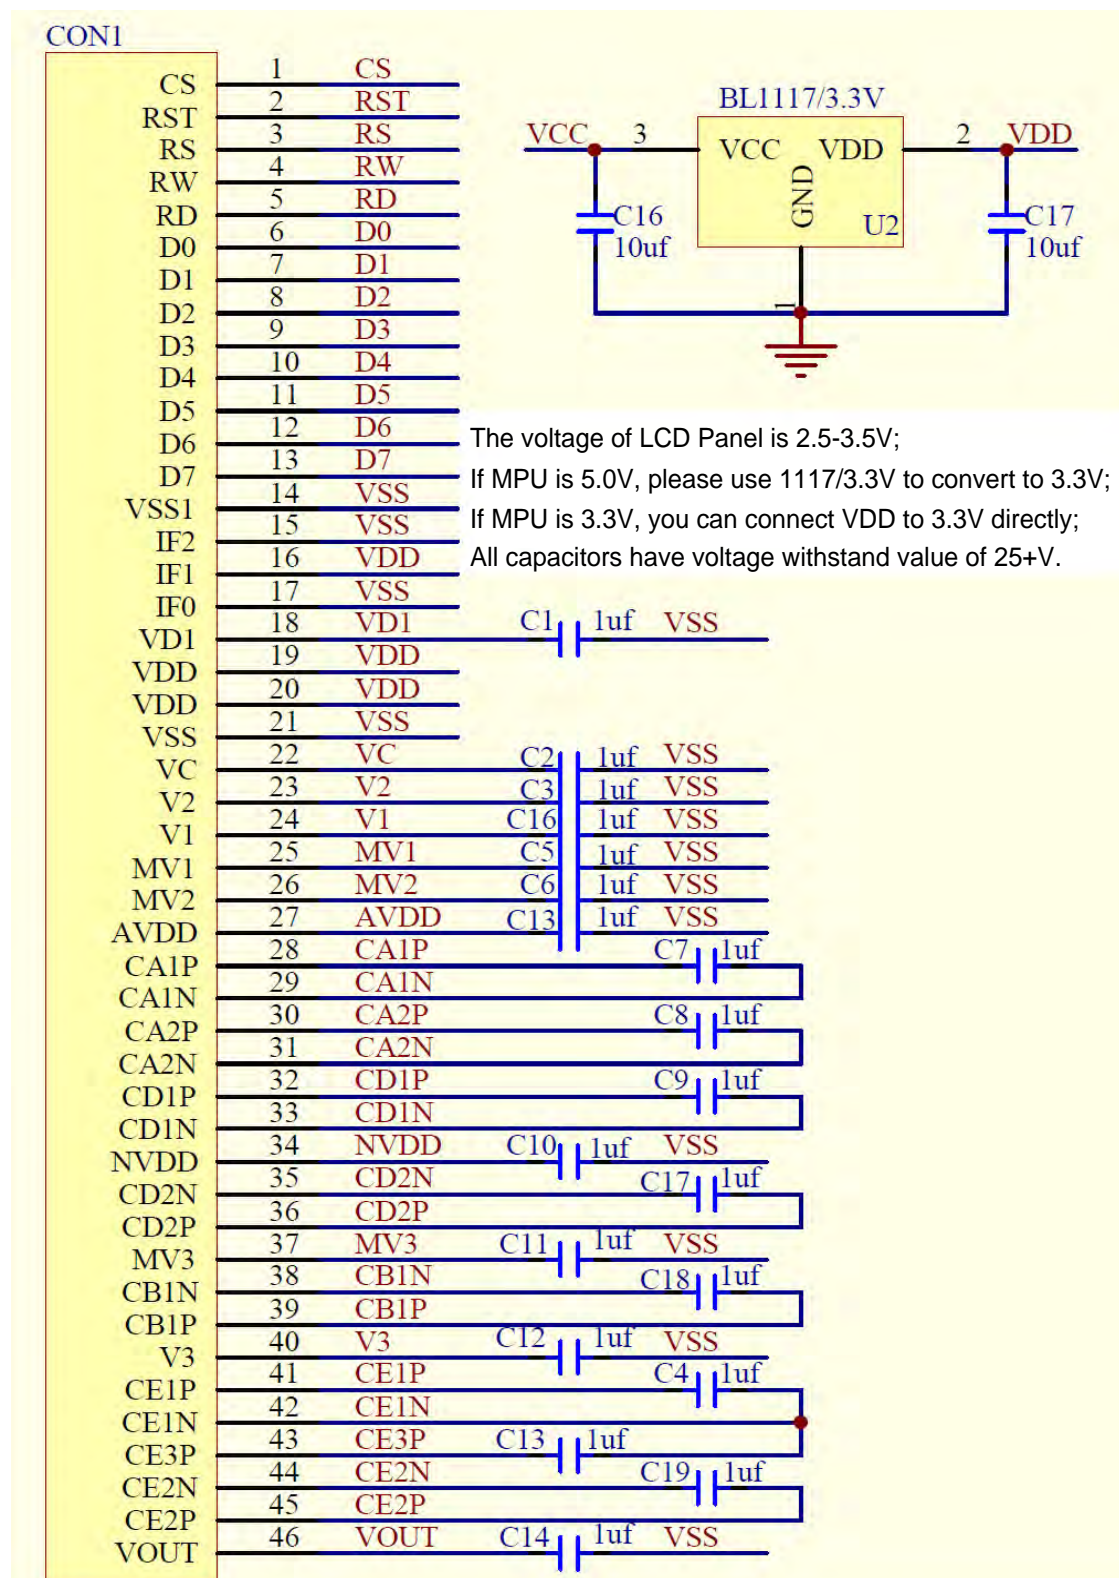 CON1
CS 1 CS
RST 2 RST
RS 3 RS
RW 4 RW
RD 5 RD
D0 6 D0
D1 7 D1
D2 8 D2
D3 9 D3
D4 10 D4
D5 11 D5
D6 12 D6
D7 13 D7
VSS1 14 VSS
IF2 15 VSS
IF1 16 VDD
IF0 17 VSS
VD1 18 VD1 C1 1uf VSS
VDD 19 VDD
VDD 20 VDD
VSS 21 VSS
VC 22 VC C2 1uf VSS
V2 23 V2 C3 1uf VSS
V1 24 V1 C16 1uf VSS
MV1 25 MV1 C5 1uf VSS
MV2 26 MV2 C6 1uf VSS
AVDD 27 AVDD C13 1uf VSS
CA1P 28 CA1P C7 1uf
CA1N 29 CA1N
CA2P 30 CA2P C8 1uf
CA2N 31 CA2N
CD1P 32 CD1P C9 1uf
CD1N 33 CD1N
NVDD 34 NVDD C10 1uf VSS
CD2N 35 CD2N C17 1uf
CD2P 36 CD2P
MV3 37 MV3 C11 1uf VSS
CB1N 38 CB1N C18 1uf
CB1P 39 CB1P
V3 40 V3 C12 1uf VSS
CE1P 41 CE1P C4 1uf
CE1N 42 CE1N
CE3P 43 CE3P C13 1uf
CE2N 44 CE2N C19 1uf
CE2P 45 CE2P
VOUT 46 VOUT C14 1uf VSS
BL1117/3.3V
VCC 3 VCC VDD 2 VDD
GND
U2
C16
10uf
C17
10uf
1
The voltage of LCD Panel is 2.5-3.5V;
If MPU is 5.0V, please use 1117/3.3V to convert to 3.3V;
If MPU is 3.3V, you can connect VDD to 3.3V directly;
All capacitors have voltage withstand value of 25+V.